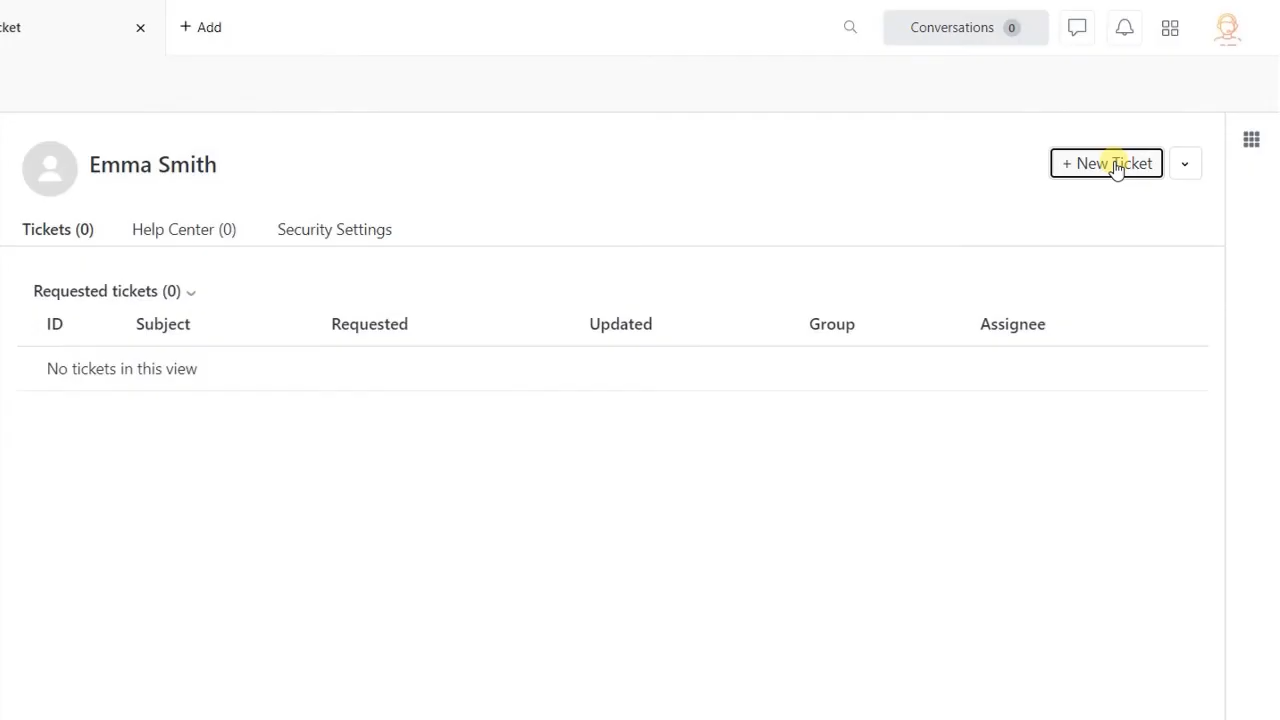 cket
+ Add
Conversations 0
Emma Smith
+ New Ticket
Tickets (0) Help Center (0) Security Settings
Requested tickets (0)
ID Subject Requested Updated Group Assignee
No tickets in this view